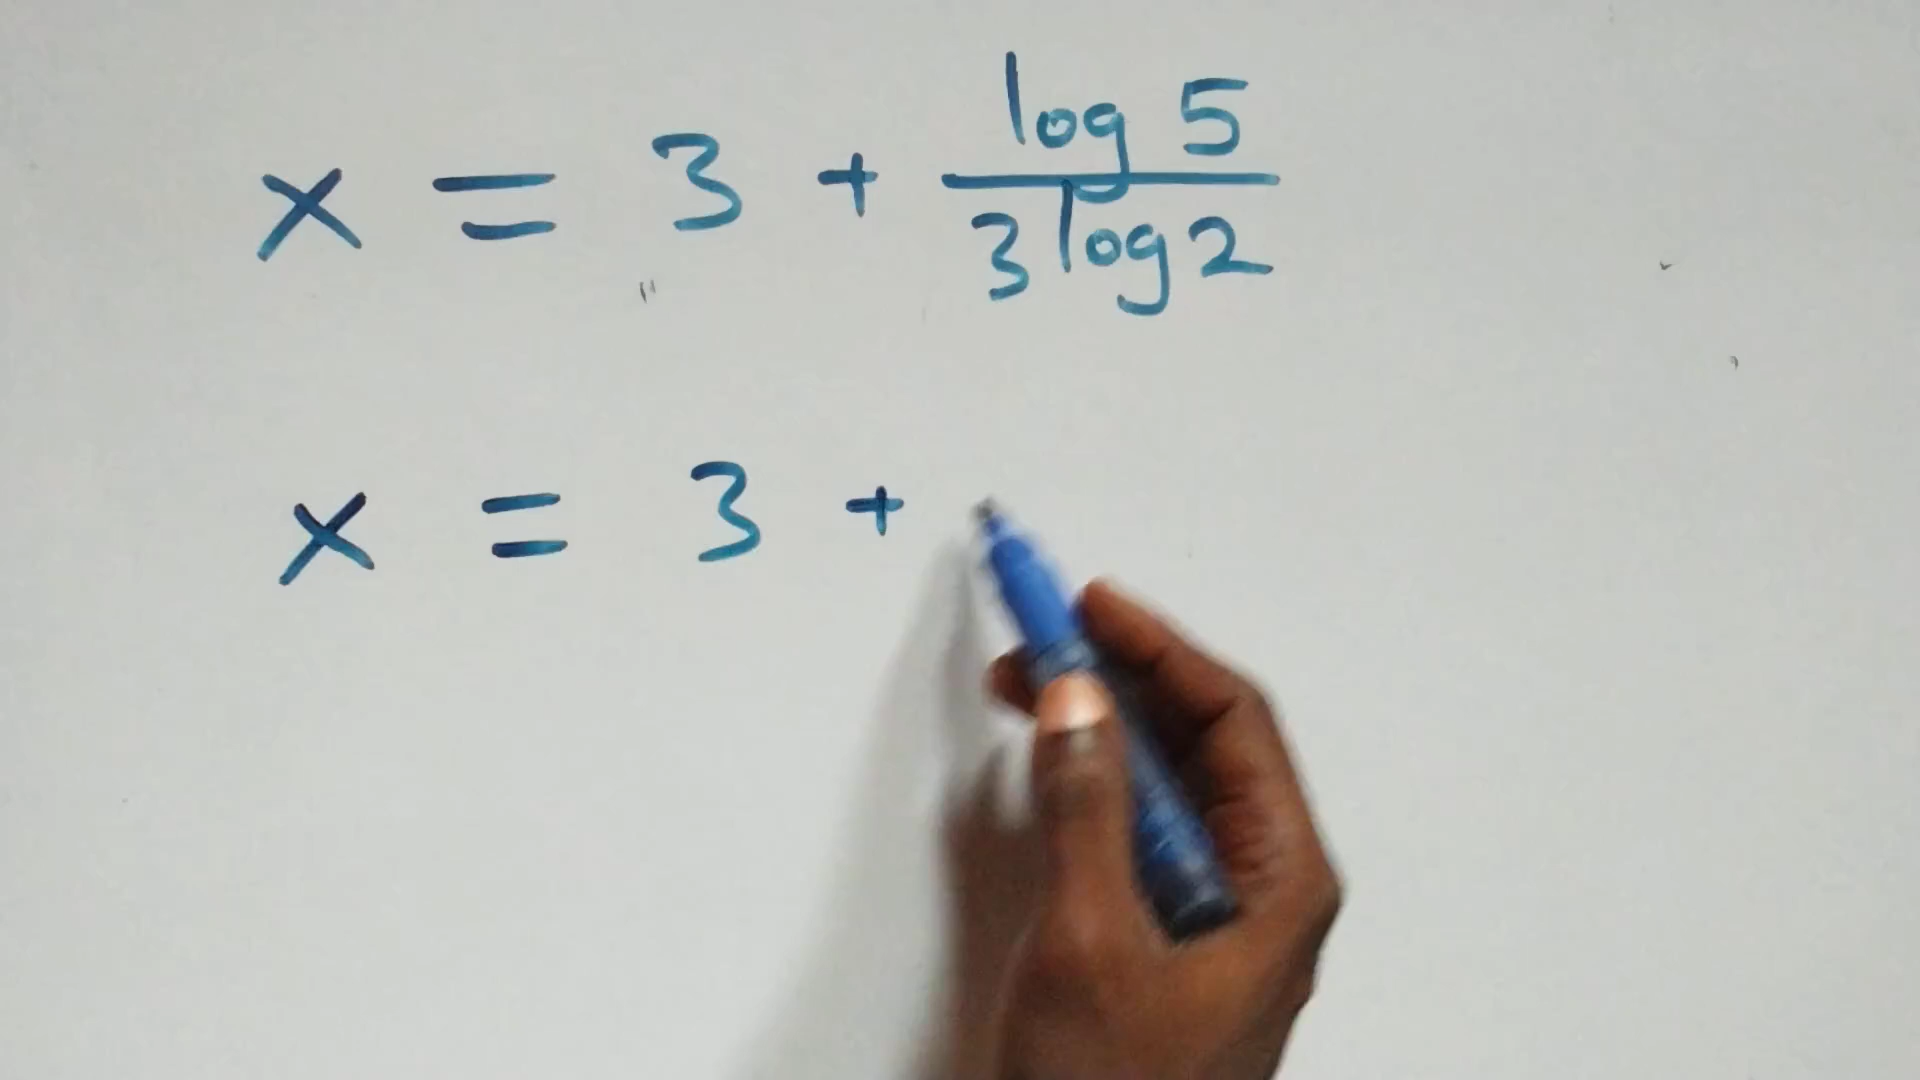 x = 3 + log 5 / 3 log 2
x = 3 +